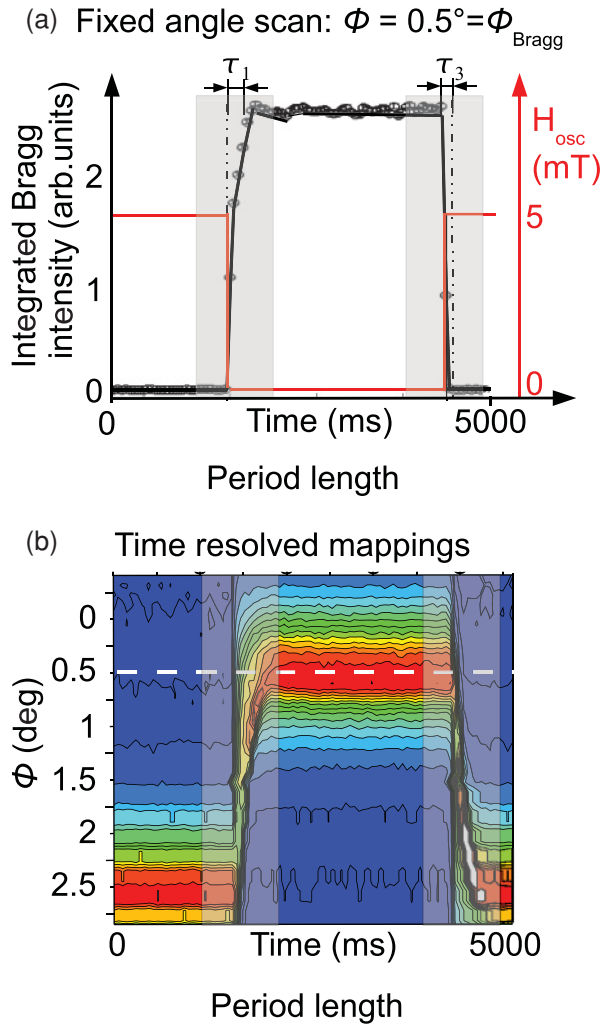 (a) Fixed angle scan: Φ = 0.5°=Φ_Bragg
τ₁ τ₃
Integrated Bragg
intensity (arb.units)
H_osc
(mT)
2
1
0
5
0
0 Time (ms) 5000
Period length
(b) Time resolved mappings
Φ (deg)
0
0.5
1
1.5
2
2.5
0 Time (ms) 5000
Period length